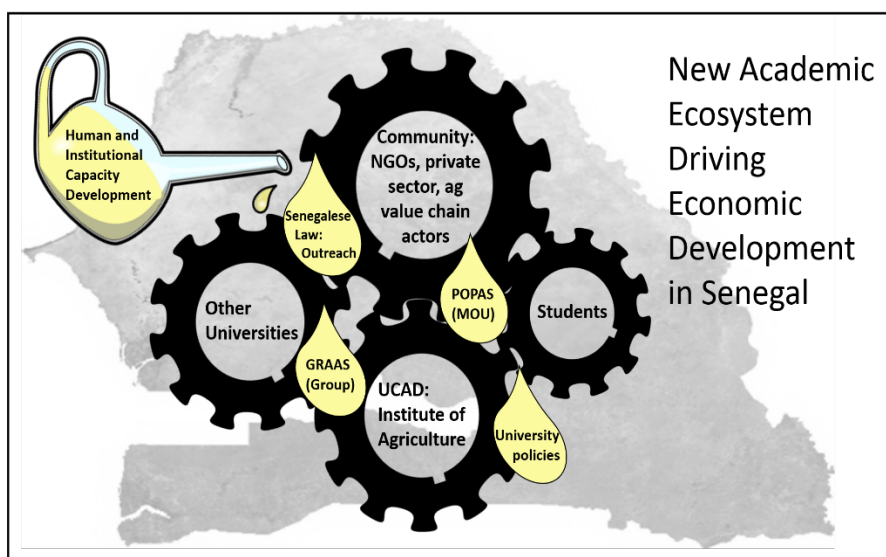 New Academic
Ecosystem
Driving
Economic
Development
in Senegal
Human and
Institutional
Capacity
Development
Community:
NGOs, private
sector, ag
value chain
actors
Senegalese
Law:
Outreach
POPAS
(MOU)
Students
Other
Universities
GRAAS
(Group)
UCAD:
Institute of
Agriculture
University
policies